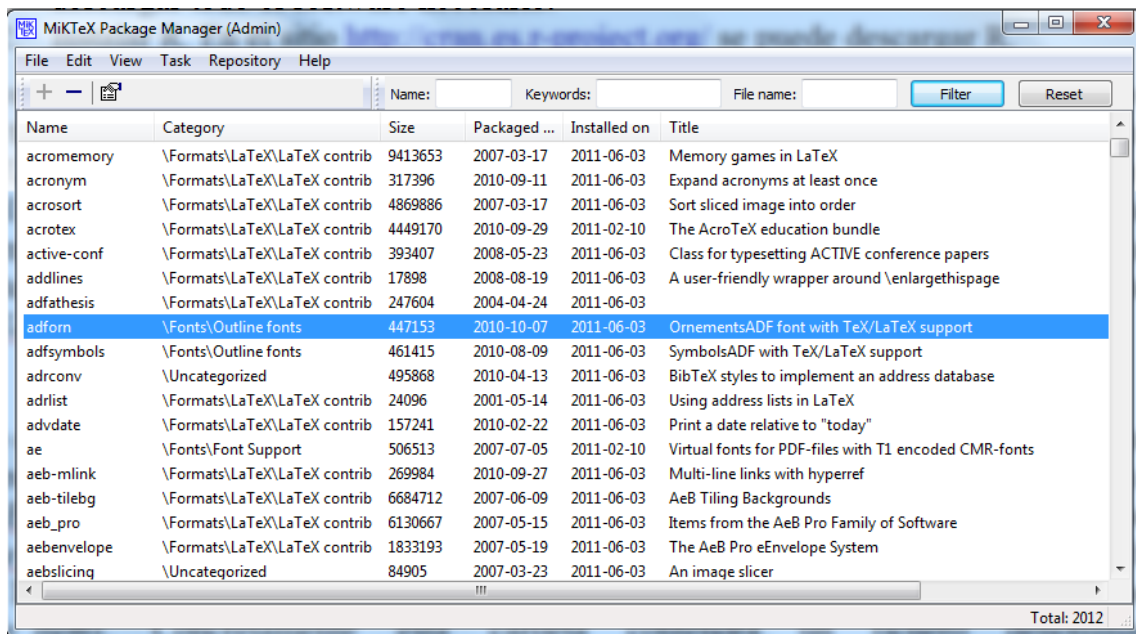 MiKTeX Package Manager (Admin)
http://cran.es.r-project.org/ se puede descargar
File Edit View Task Repository Help
Name: Keywords: File name: Filter Reset
Name Category Size Packaged ... Installed on Title
acromemory \Formats\LaTeX\LaTeX contrib 9413653 2007-03-17 2011-06-03 Memory games in LaTeX
acronym \Formats\LaTeX\LaTeX contrib 317396 2010-09-11 2011-06-03 Expand acronyms at least once
acrosort \Formats\LaTeX\LaTeX contrib 4869886 2007-03-17 2011-06-03 Sort sliced image into order
acrotex \Formats\LaTeX\LaTeX contrib 4449170 2010-09-29 2011-02-10 The AcroTeX education bundle
active-conf \Formats\LaTeX\LaTeX contrib 393407 2008-05-23 2011-06-03 Class for typesetting ACTIVE conference papers
addlines \Formats\LaTeX\LaTeX contrib 17898 2008-08-19 2011-06-03 A user-friendly wrapper around \enlargethispage
adfathesis \Formats\LaTeX\LaTeX contrib 247604 2004-04-24 2011-06-03
adforn \Fonts\Outline fonts 447153 2010-10-07 2011-06-03 OrnementsADF font with TeX/LaTeX support
adfsymbols \Fonts\Outline fonts 461415 2010-08-09 2011-06-03 SymbolsADF with TeX/LaTeX support
adrconv \Uncategorized 495868 2010-04-13 2011-06-03 BibTeX styles to implement an address database
adrlist \Formats\LaTeX\LaTeX contrib 24096 2001-05-14 2011-06-03 Using address lists in LaTeX
advdate \Formats\LaTeX\LaTeX contrib 157241 2010-02-22 2011-06-03 Print a date relative to "today"
ae \Fonts\Font Support 506513 2007-07-05 2011-02-10 Virtual fonts for PDF-files with T1 encoded CMR-fonts
aeb-mlink \Formats\LaTeX\LaTeX contrib 269984 2010-09-27 2011-06-03 Multi-line links with hyperref
aeb-tilebg \Formats\LaTeX\LaTeX contrib 6684712 2007-06-09 2011-06-03 AeB Tiling Backgrounds
aeb_pro \Formats\LaTeX\LaTeX contrib 6130667 2007-05-15 2011-06-03 Items from the AeB Pro Family of Software
aebenvelope \Formats\LaTeX\LaTeX contrib 1833193 2007-05-19 2011-06-03 The AeB Pro eEnvelope System
aebslicing \Uncategorized 84905 2007-03-23 2011-06-03 An image slicer
Total: 2012